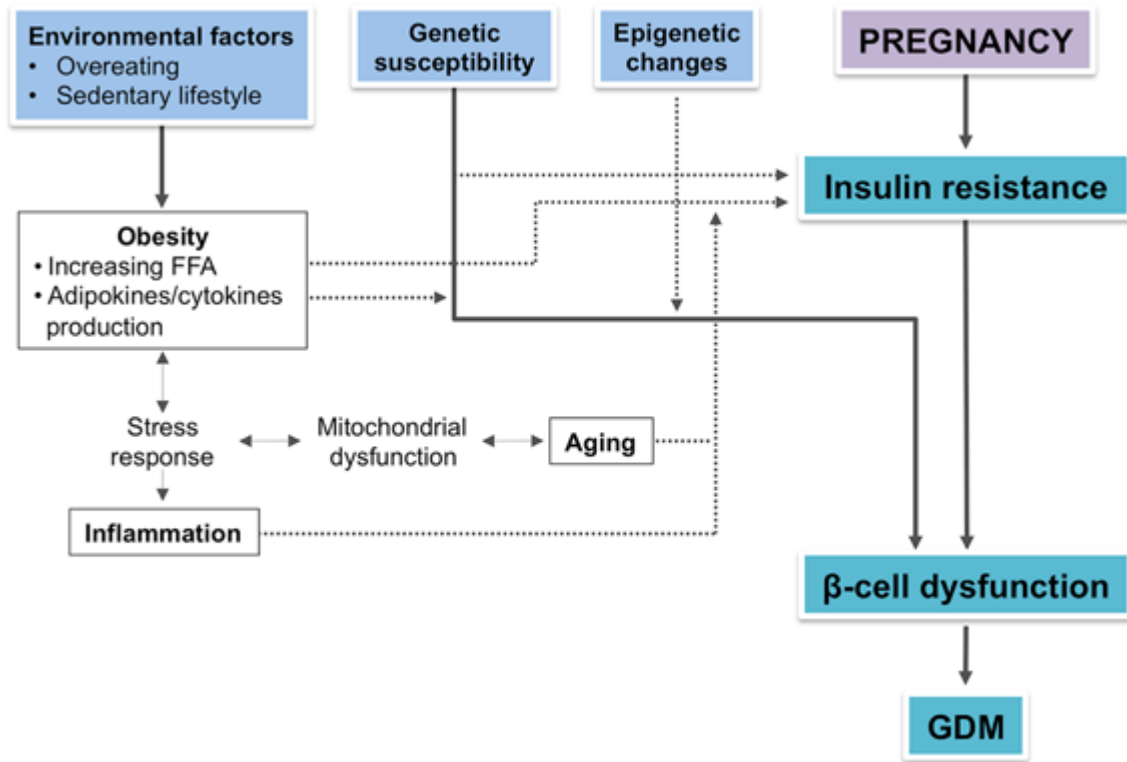 Environmental factors
• Overeating
• Sedentary lifestyle
Genetic
susceptibility
Epigenetic
changes
PREGNANCY
Insulin resistance
Obesity
• Increasing FFA
• Adipokines/cytokines
production
Stress
response
Mitochondrial
dysfunction
Aging
Inflammation
β-cell dysfunction
GDM